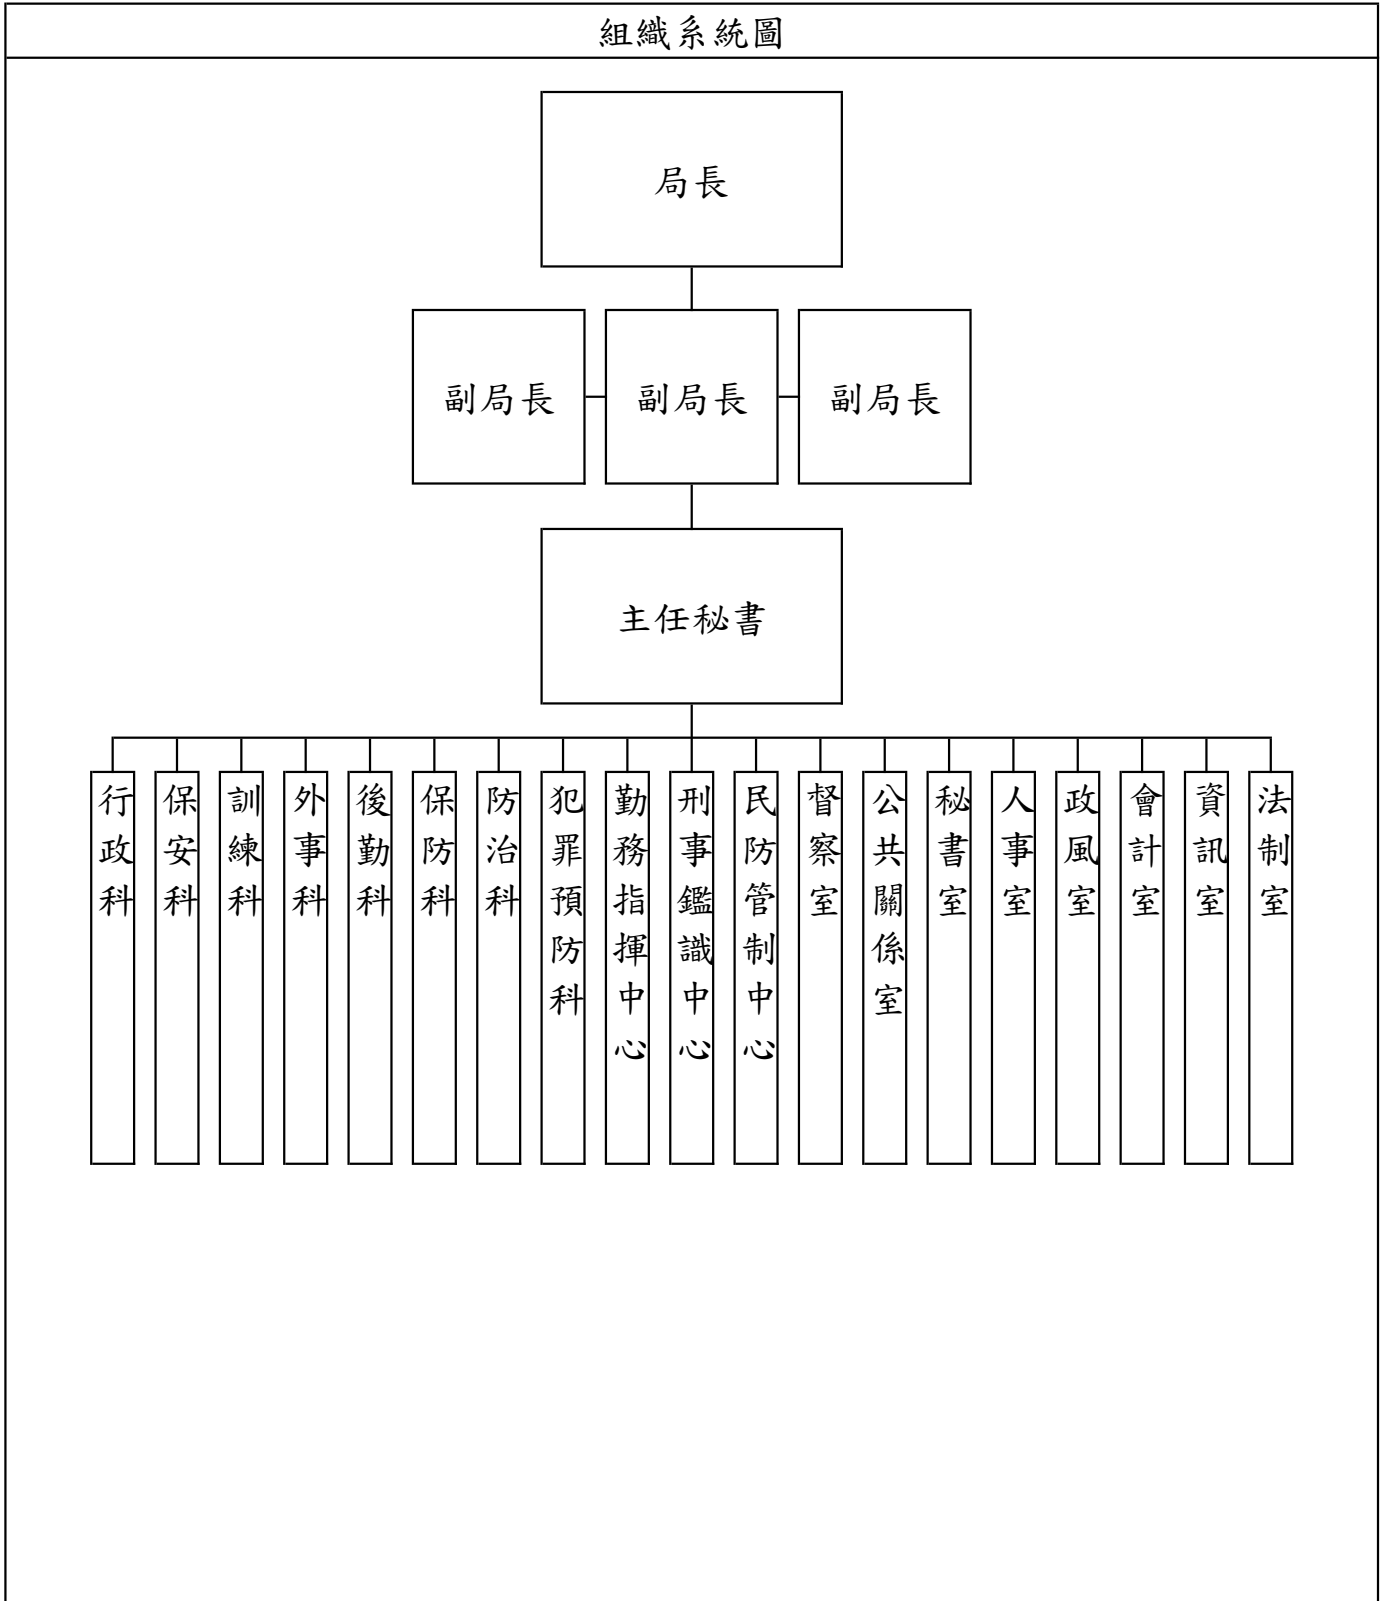 組織系統圖
局長
副局長
副局長
副局長
主任秘書
行政科
保安科
訓練科
外事科
後勤科
保防科
防治科
犯罪預防科
勤務指揮中心
刑事鑑識中心
民防管制中心
督察室
公共關係室
秘書室
人事室
政風室
會計室
資訊室
法制室